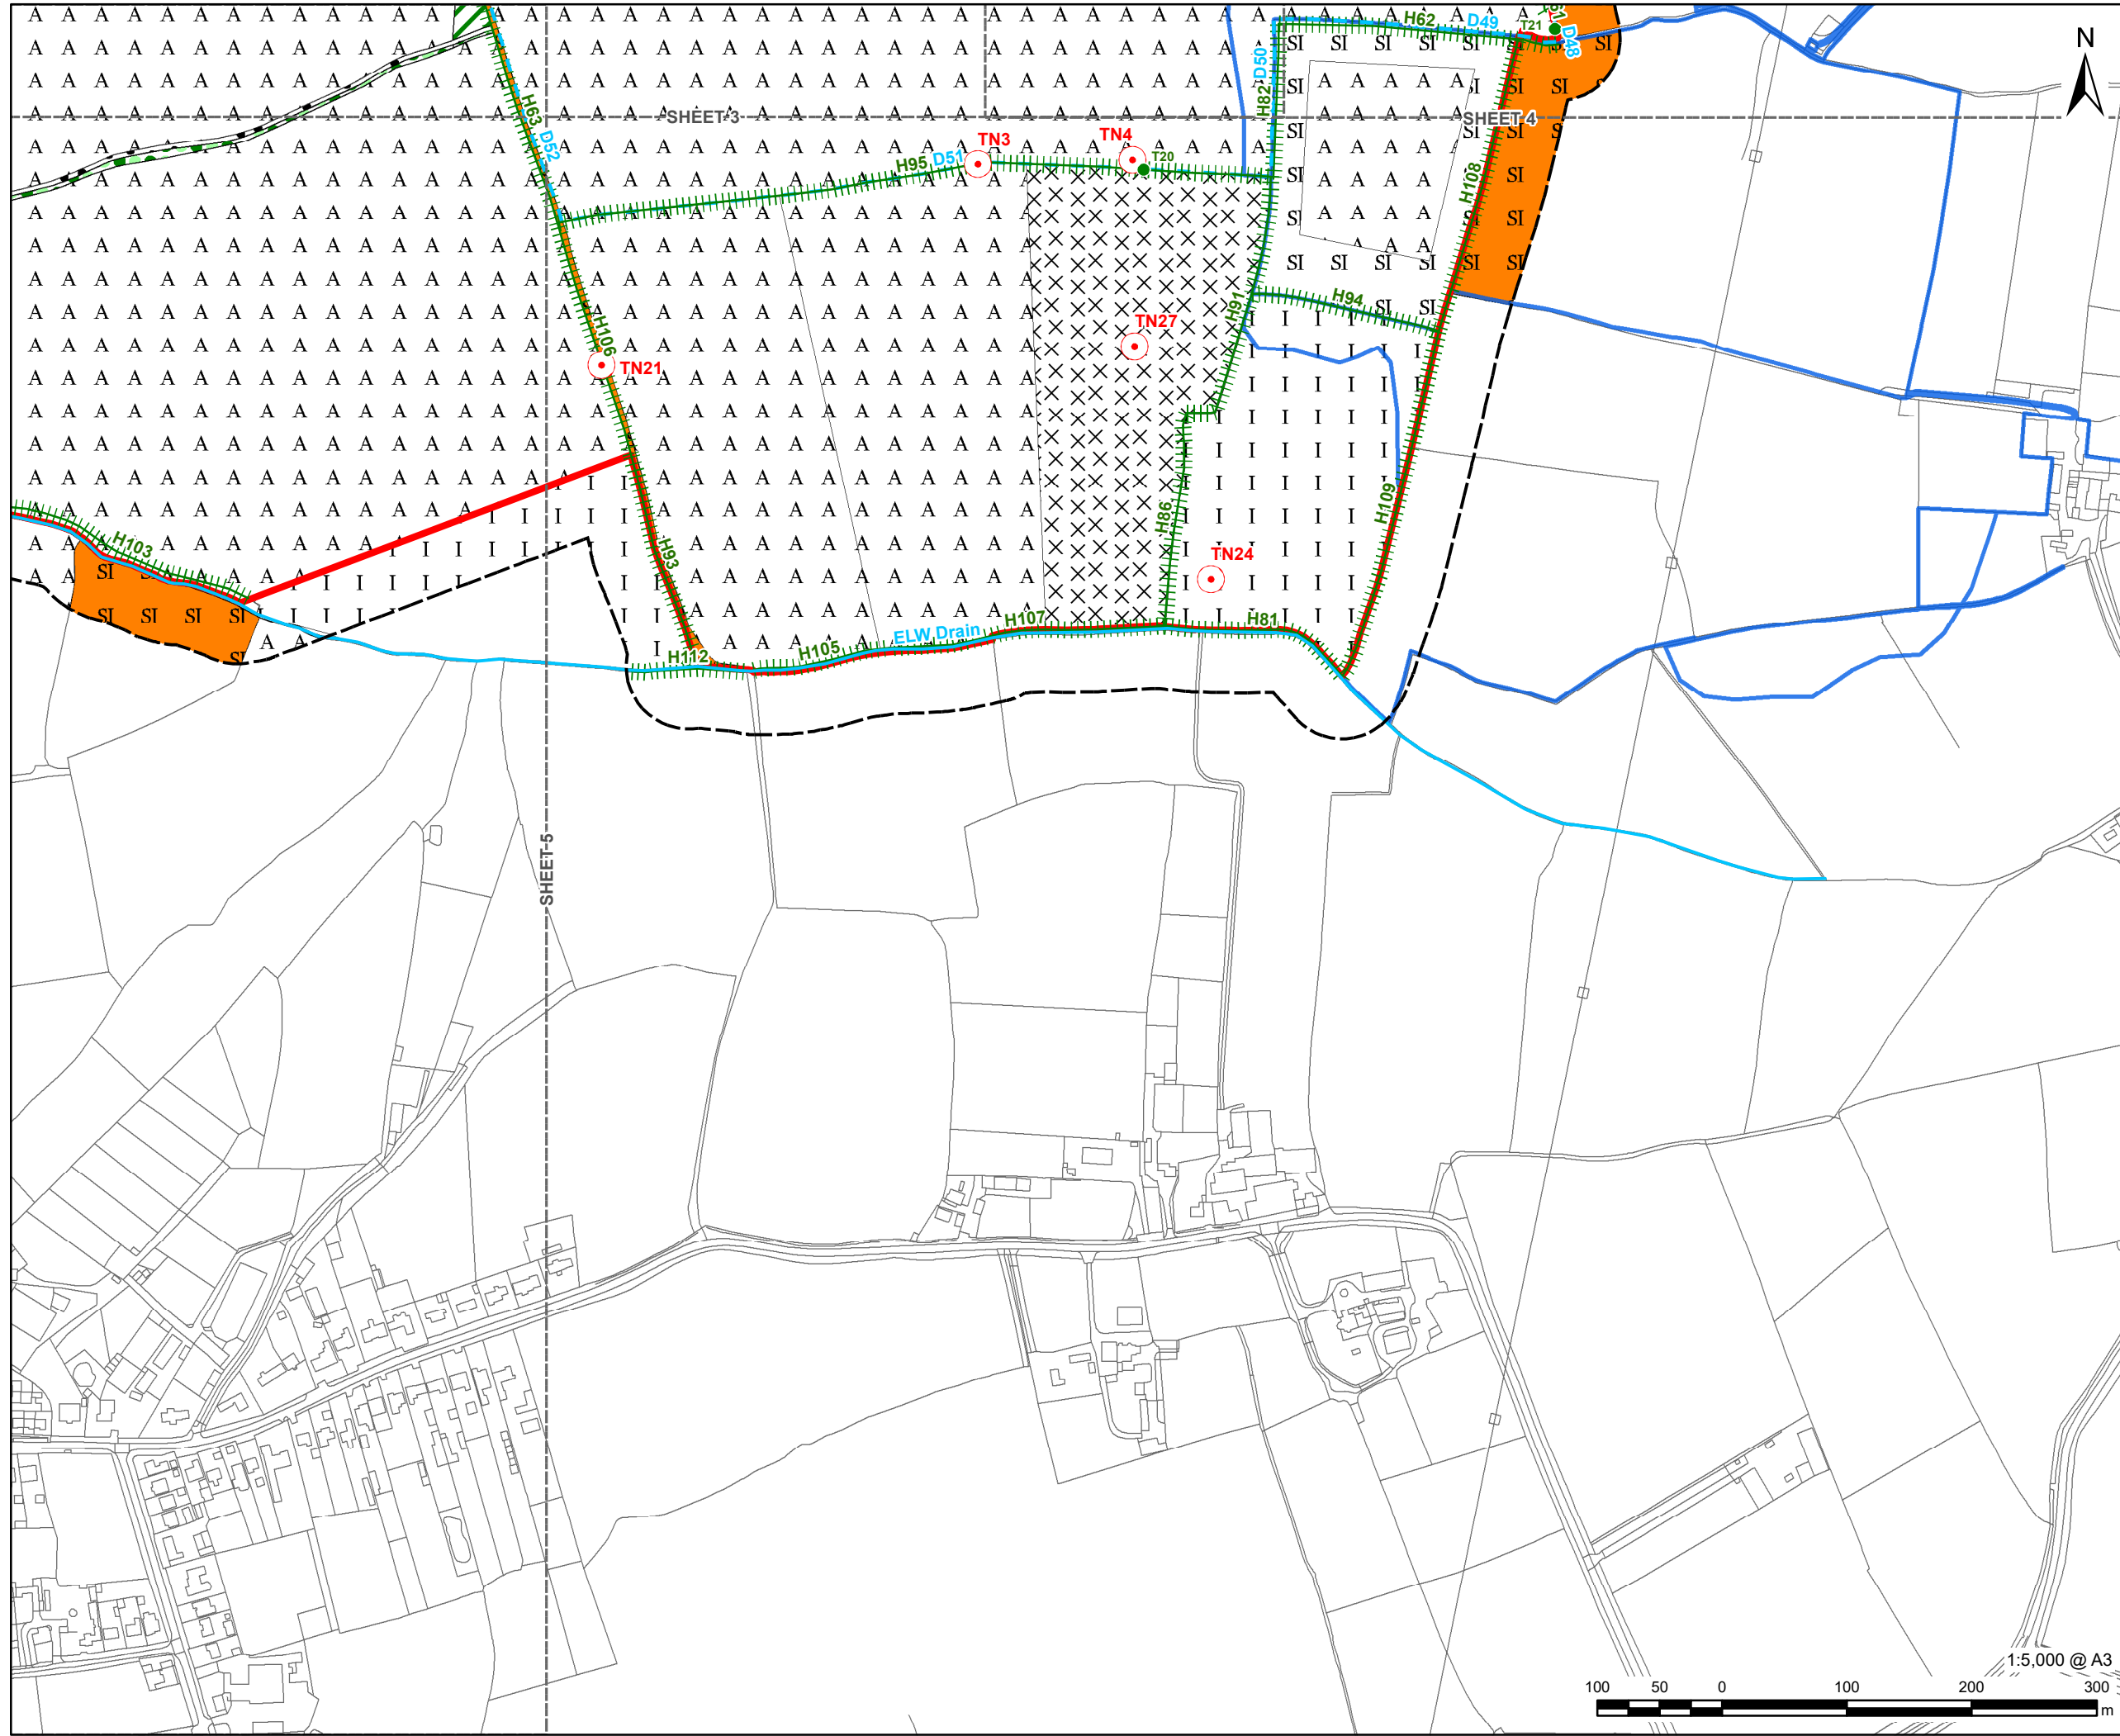 H62
D49
T21
D48
N
D50
H82
H63
D52
SHEET 3
SHEET 4
TN3
TN4
T20
H95
D51
H108
H94
H91
H106
TN21
TN27
H109
H86
H103
H93
TN24
H107
H81
ELW Drain
H105
H112
SHEET 5
1:5,000 @ A3
100 50 0 100 200 300
m